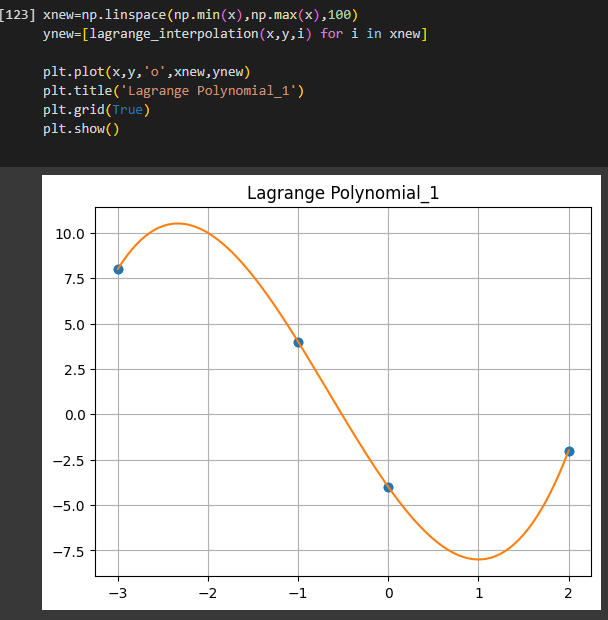 [123] xnew=np.linspace(np.min(x),np.max(x),100)
ynew=[lagrange_interpolation(x,y,i) for i in xnew]
plt.plot(x,y,'o',xnew,ynew)
plt.title('Lagrange Polynomial_1')
plt.grid(True)
plt.show()
Lagrange Polynomial_1
10.0
7.5
5.0
2.5
0.0
−2.5
−5.0
−7.5
−3 −2 −1 0 1 2